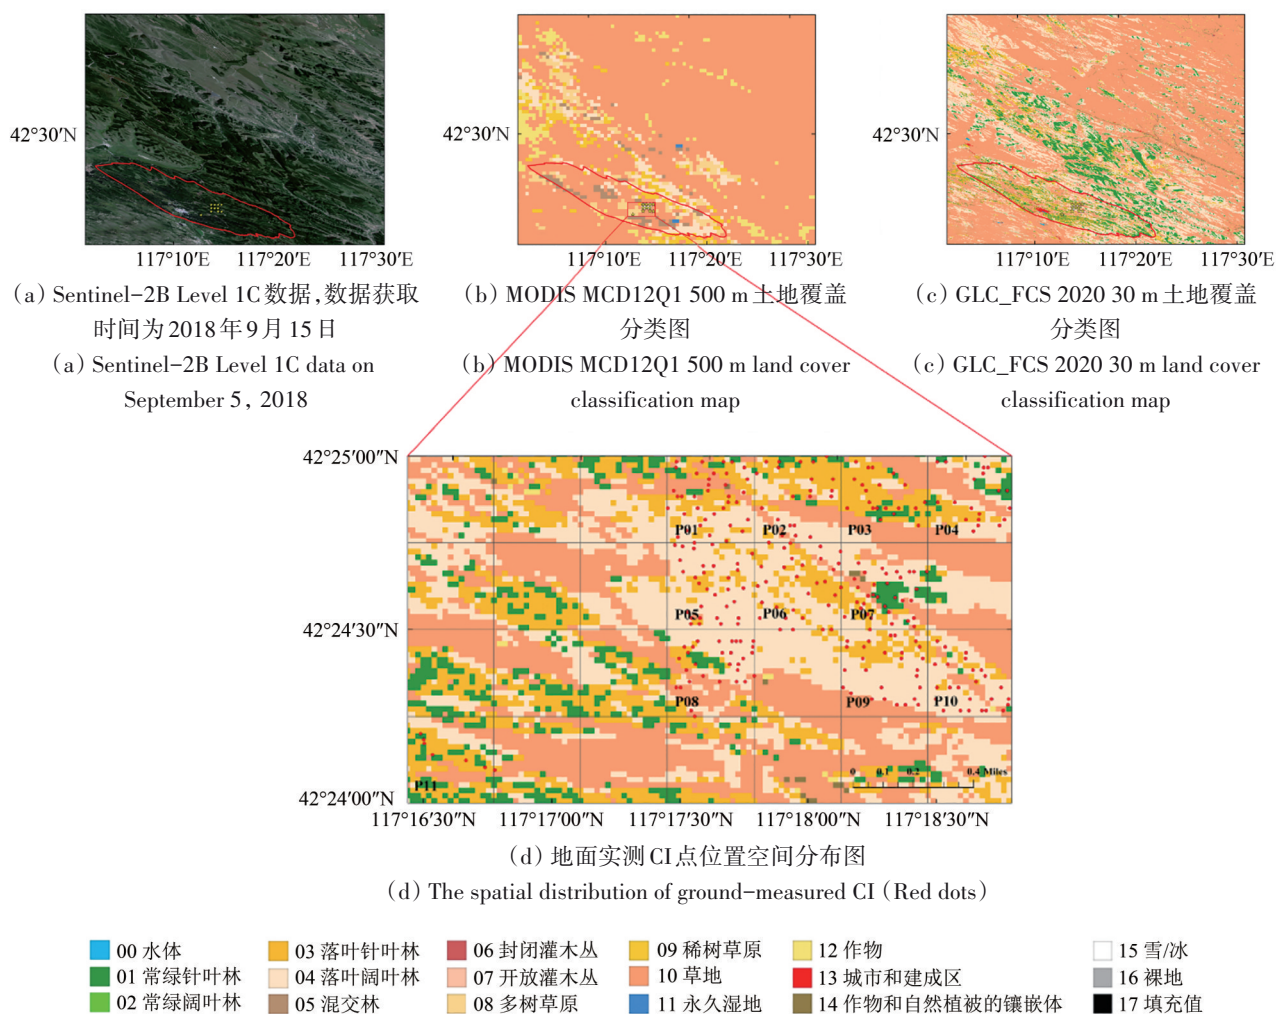 42°30′N
117°10′E 117°20′E 117°30′E
(a) Sentinel-2B Level 1C数据,数据获取
时间为2018年9月15日
(a) Sentinel-2B Level 1C data on
September 5, 2018
42°30′N
117°10′E 117°20′E 117°30′E
(b) MODIS MCD12Q1 500 m土地覆盖
分类图
(b) MODIS MCD12Q1 500 m land cover
classification map
42°30′N
117°10′E 117°20′E 117°30′E
(c) GLC_FCS 2020 30 m土地覆盖
分类图
(c) GLC_FCS 2020 30 m land cover
classification map
42°25′00″N
P01 P02 P03 P04
P05 P06 P07
42°24′30″N
P08 P09 P10
0 0.1 0.2 0.4 Miles
P11
42°24′00″N
117°16′30″N 117°17′00″N 117°17′30″N 117°18′00″N 117°18′30″N
(d) 地面实测CI点位置空间分布图
(d) The spatial distribution of ground-measured CI (Red dots)
00 水体 03 落叶针叶林 06 封闭灌木丛 09 稀树草原 12 作物 15 雪/冰
01 常绿针叶林 04 落叶阔叶林 07 开放灌木丛 10 草地 13 城市和建成区 16 裸地
02 常绿阔叶林 05 混交林 08 多树草原 11 永久湿地 14 作物和自然植被的镶嵌体 17 填充值